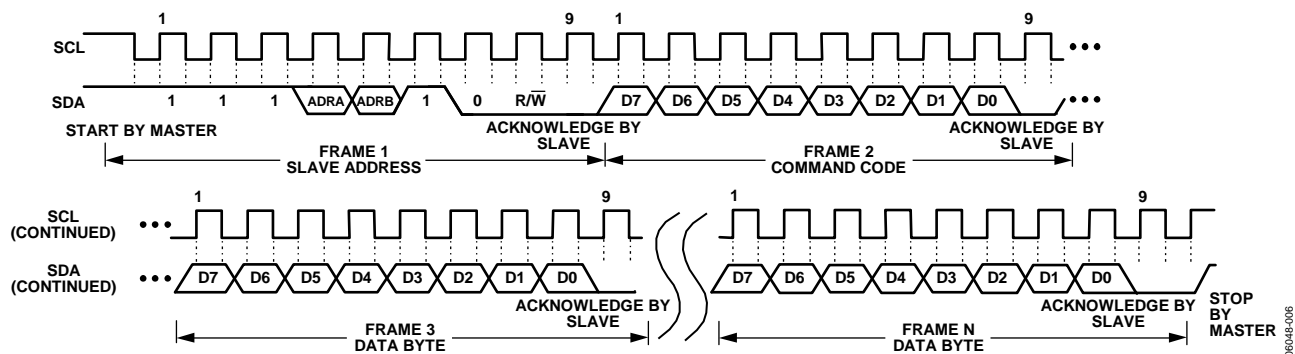 1 9 1 9
SCL
SDA 1 1 1 ADRA ADRB 1 0 R/W̅ D7 D6 D5 D4 D3 D2 D1 D0
START BY MASTER
ACKNOWLEDGE BY
SLAVE
ACKNOWLEDGE BY
SLAVE
FRAME 1
SLAVE ADDRESS
FRAME 2
COMMAND CODE
1 9 1 9
SCL
(CONTINUED)
SDA
(CONTINUED)
D7 D6 D5 D4 D3 D2 D1 D0 D7 D6 D5 D4 D3 D2 D1 D0
ACKNOWLEDGE BY
SLAVE
ACKNOWLEDGE BY
SLAVE
STOP
BY
MASTER
FRAME 3
DATA BYTE
FRAME N
DATA BYTE
06048-006